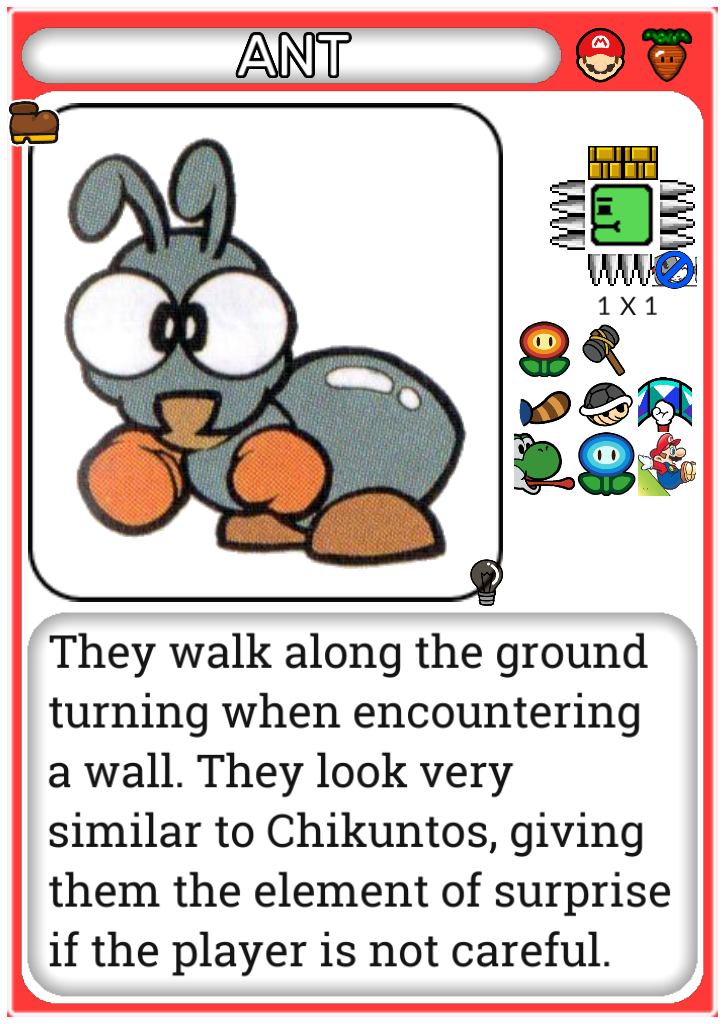 ANT
1 X 1
They walk along the ground
turning when encountering
a wall. They look very
similar to Chikuntos, giving
them the element of surprise
if the player is not careful.